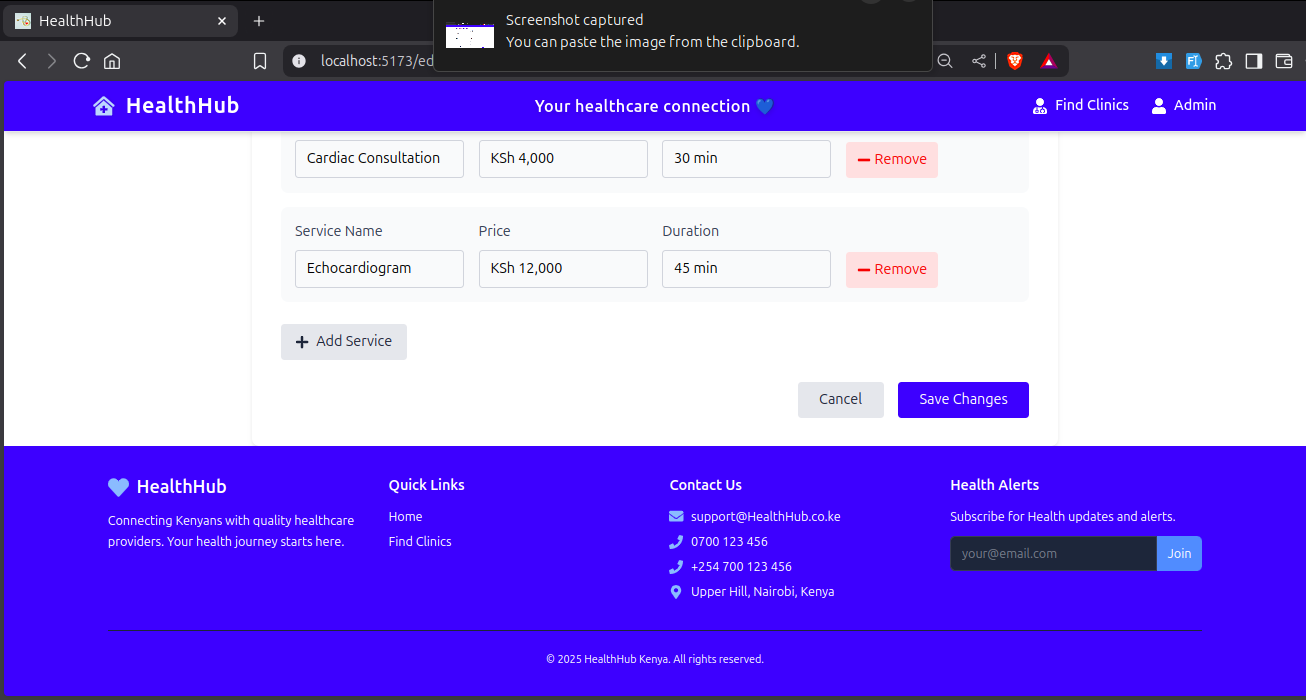 HealthHub
Screenshot captured
You can paste the image from the clipboard.
localhost:5173/ed
HealthHub
Your healthcare connection 💙
Find Clinics
Admin
Cardiac Consultation
KSh 4,000
30 min
Remove
Service Name
Price
Duration
Echocardiogram
KSh 12,000
45 min
Remove
Add Service
Cancel
Save Changes
HealthHub
Connecting Kenyans with quality healthcare
providers. Your health journey starts here.
Quick Links
Home
Find Clinics
Contact Us
support@HealthHub.co.ke
0700 123 456
+254 700 123 456
Upper Hill, Nairobi, Kenya
Health Alerts
Subscribe for Health updates and alerts.
your@email.com
Join
© 2025 HealthHub Kenya. All rights reserved.